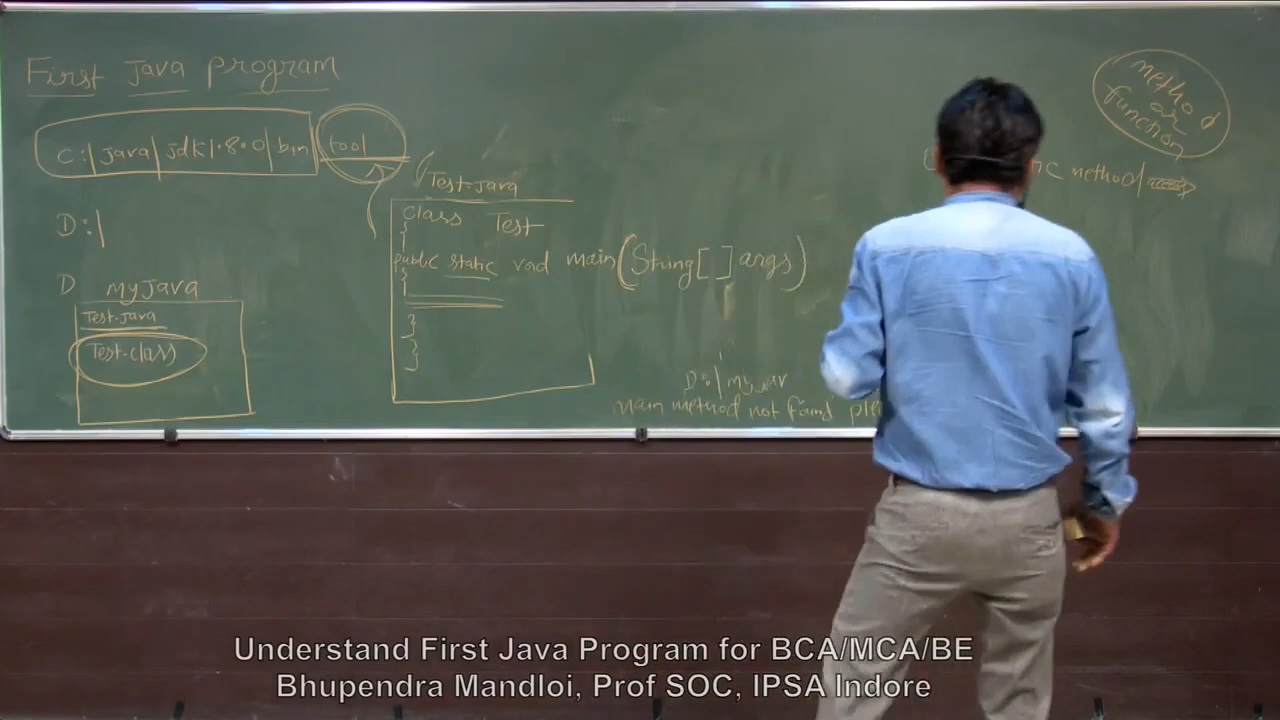 First Java program
C:| Java| Jdk1.8.0| bin| tool
D:|
D myJava
Test.java
Test.class
Test.java
class Test
{
public static void main(String[ ] args)
{
}
}
D:| myjav
main method not found ple
method
or
function
method|
Understand First Java Program for BCA/MCA/BE
Bhupendra Mandloi, Prof SOC, IPSA Indore